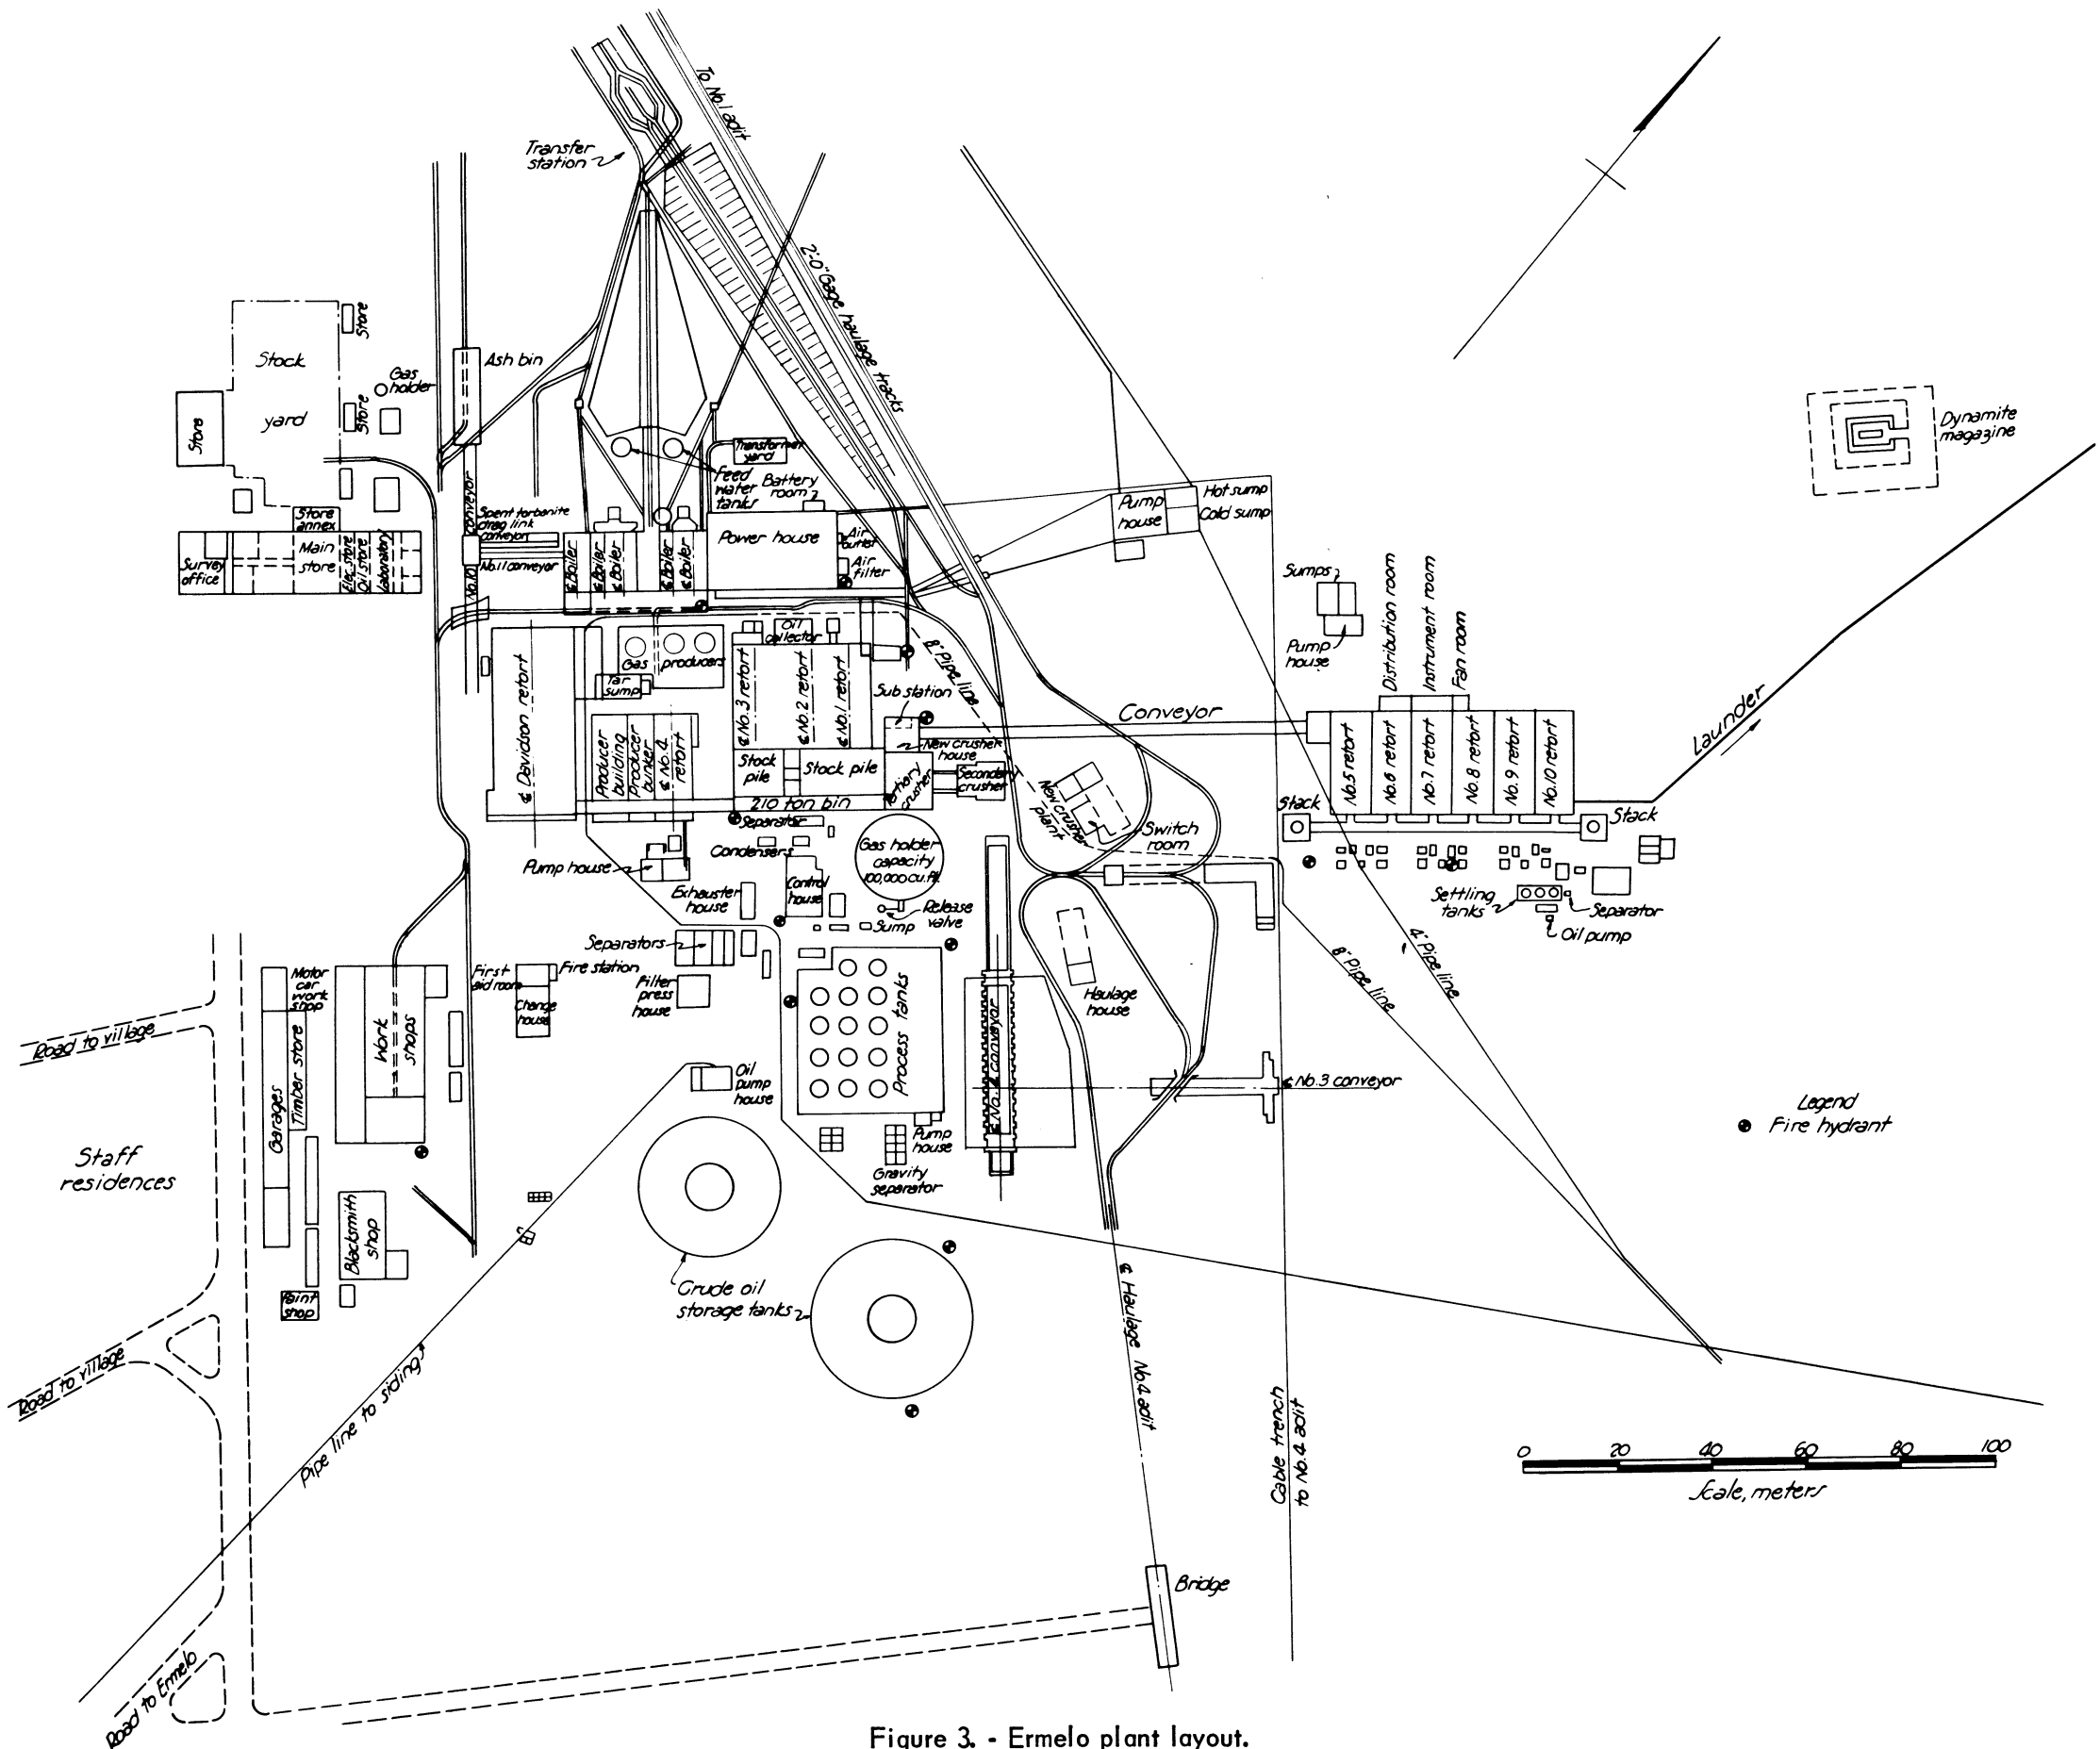 To No.1 adit
Transfer
station
2'-0" Gage haulage tracks
Store
Stock
yard
Gas
holder
Ash bin
Store
Store
Dynamite
magazine
Transformer
yard
Feed
water
tanks
Battery
room
Hot sump
Cold sump
Pump
house
No.10 conveyor
Spent torbanite
drag link
conveyor
No.11 conveyor
Store
annex
Main
store
Survey
office
Elec. store
Oil store
Laboratory
℄ Boiler
℄ Boiler
℄ Boiler
℄ Boiler
℄ Boiler
Power house
Air
outlet
Air
filter
Sumps
Pump
house
Distribution room
Instrument room
Fan room
Oil
collector
Gas producers
Tar
sump
8" Pipe line
℄ Davidson retort
℄ No.3 retort
℄ No.2 retort
℄ No.1 retort
Sub station
Conveyor
Launder
Producer
building
Producer
bunker
℄ No.4
retort
New crusher
house
Stock
pile
Stock pile
Tertiary
crusher
Secondary
crusher
210 ton bin
No.5 retort
No.6 retort
No.7 retort
No.8 retort
No.9 retort
No.10 retort
Stack
Stack
New crusher
plant
Switch
room
Separator
Condensers
Gas holder
capacity
100,000 cu. ft.
Pump house
Exhauster
house
Control
house
Release
valve
Sump
Settling
tanks
Separator
Oil pump
Separators
First
aid room
Fire station
Change
house
Filter
press
house
Process tanks
Haulage
house
8" Pipe line
4" Pipe line
Motor
car
work
shop
Road to village
Garages
Timber store
Work
shops
Oil
pump
house
℄ No.2 conveyor
℄ No.3 conveyor
Legend
Fire hydrant
Staff
residences
Pump
house
Gravity
separator
Blacksmith
shop
Paint
shop
Crude oil
storage tanks
℄ Haulage No.4 adit
Road to village
Pipe line to siding
Cable trench
to No.4 adit
0 20 40 60 80 100
Scale, meters
Bridge
Road to Ermelo
Figure 3. - Ermelo plant layout.